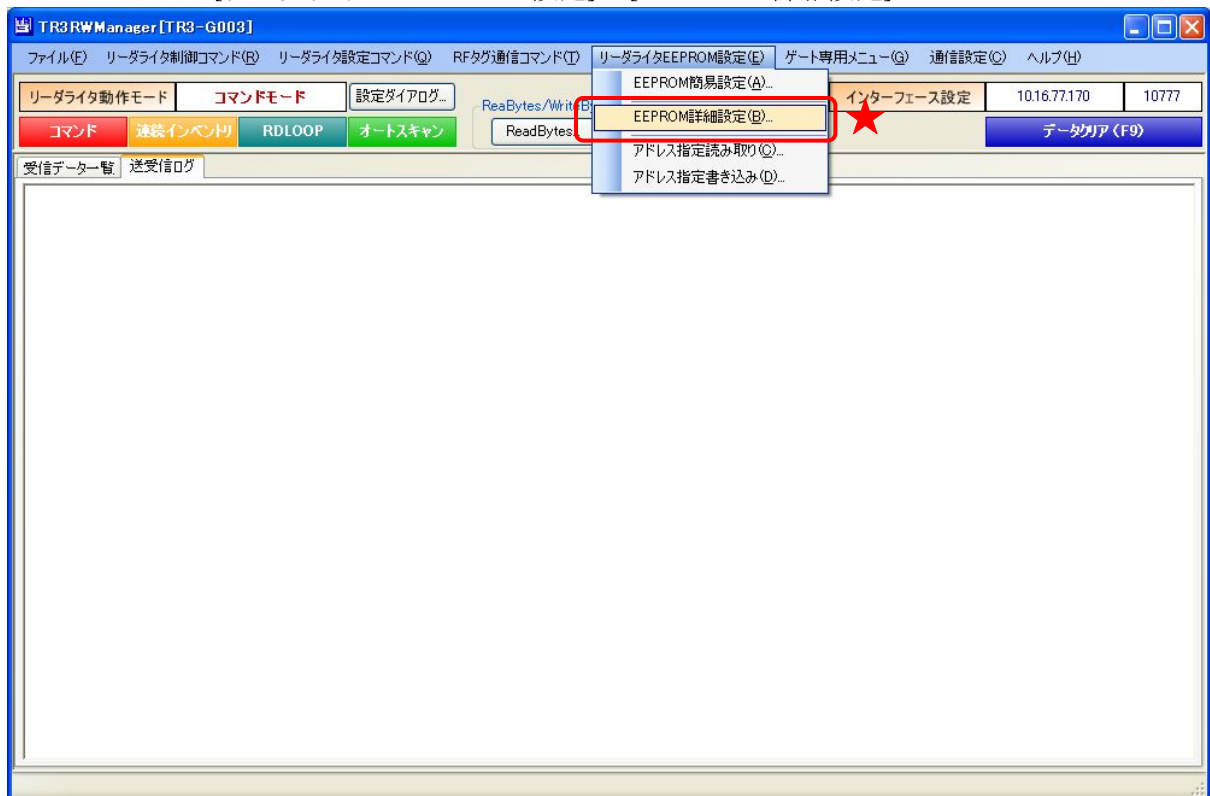 TR3RWManager[TR3-G003]
ファイル(F) リーダライタ制御コマンド(R) リーダライタ設定コマンド(Q) RFタグ通信コマンド(T) リーダライタEEPROM設定(E) ゲート専用メニュー(G) 通信設定(C) ヘルプ(H)
EEPROM簡易設定(A)...
EEPROM詳細設定(B)...
アドレス指定読み取り(C)...
アドレス指定書き込み(D)...
リーダライタ動作モード コマンドモード 設定ダイアログ... ReaBytes/WriteB インターフェース設定 10.16.77.170 10777
コマンド 連続インベントリ RDLOOP オートスキャン ReadBytes. データクリア(F9)
受信データ一覧 送受信ログ